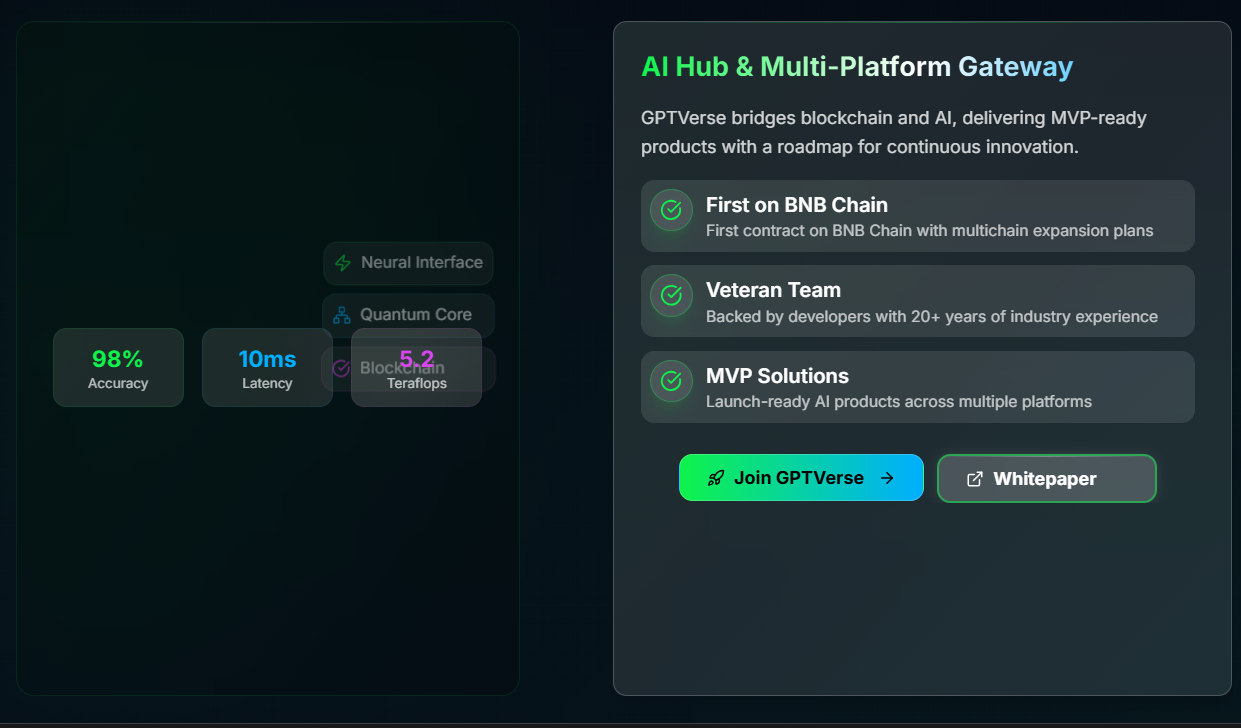 Neural Interface
Quantum Core
Blockchain
98%
Accuracy
10ms
Latency
5.2
Teraflops
AI Hub & Multi-Platform Gateway
GPTVerse bridges blockchain and AI, delivering MVP-ready
products with a roadmap for continuous innovation.
First on BNB Chain
First contract on BNB Chain with multichain expansion plans
Veteran Team
Backed by developers with 20+ years of industry experience
MVP Solutions
Launch-ready AI products across multiple platforms
Join GPTVerse
Whitepaper